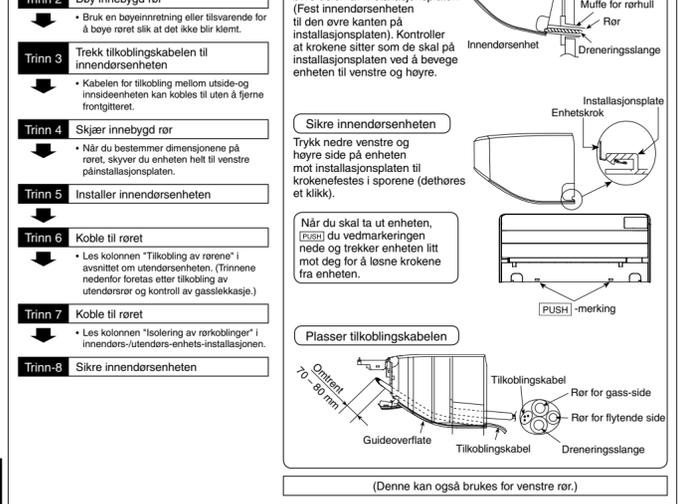 Trinn 2 Bøy innebygd rør
• Bruk en bøyeinnretning eller tilsvarende for
å bøye røret slik at det ikke blir klemt.
Trinn 3 Trekk tilkoblingskabelen til
innendørsenheten
• Kabelen for tilkobling mellom utside-og
innsideenheten kan kobles til uten å fjerne
frontgitteret.
Trinn 4 Skjær innebygd rør
• Når du bestemmer dimensjonene på
røret, skyver du enheten helt til venstre
påinstallasjonsplaten.
Trinn 5 Installer innendørsenheten
Trinn 6 Koble til røret
• Les kolonnen "Tilkobling av rørene" i
avsnittet om utendørsenheten. (Trinnene
nedenfor foretas etter tilkobling av
utendørsrør og kontroll av gasslekkasje.)
Trinn 7 Koble til røret
• Les kolonnen "Isolering av rørkoblinger" i
innendørs-/utendørs-enhets-installasjonen.
Trinn-8 Sikre innendørsenheten
(Fest innendørsenheten
til den øvre kanten på
installasjonsplaten). Kontroller
at krokene sitter som de skal på
installasjonsplaten ved å bevege
enheten til venstre og høyre.
Muffe for rørhull
Rør
Innendørsenhet
Dreneringsslange
Sikre innendørsenheten
Trykk nedre venstre og
høyre side på enheten
mot installasjonsplaten til
krokenefestes i sporene (dethøres
et klikk).
Installasjonsplate
Enhetskrok
Når du skal ta ut enheten,
PUSH du vedmarkeringen
nede og trekker enheten litt
mot deg for å løsne krokene
fra enheten.
PUSH -merking
Plasser tilkoblingskabelen
Omtrent
70 – 80 mm
Guideoverflate
Tilkoblingskabel
Tilkoblingskabel
Rør for gass-side
Rør for flytende side
Dreneringsslange
(Denne kan også brukes for venstre rør.)